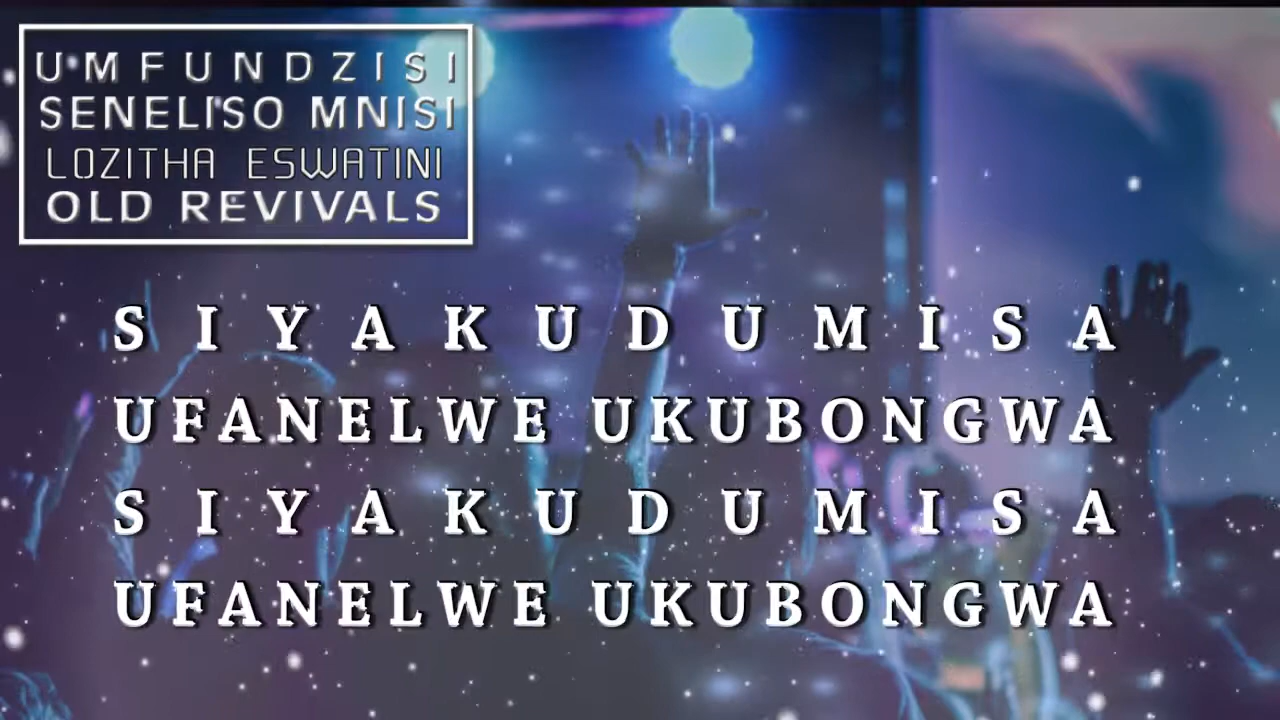 UMFUNDZISI
SENELISO MNISI
LOZITHA ESWATINI
OLD REVIVALS
SIYAKUDUMISA
UFANELWE UKUBONGWA
SIYAKUDUMISA
UFANELWE UKUBONGWA